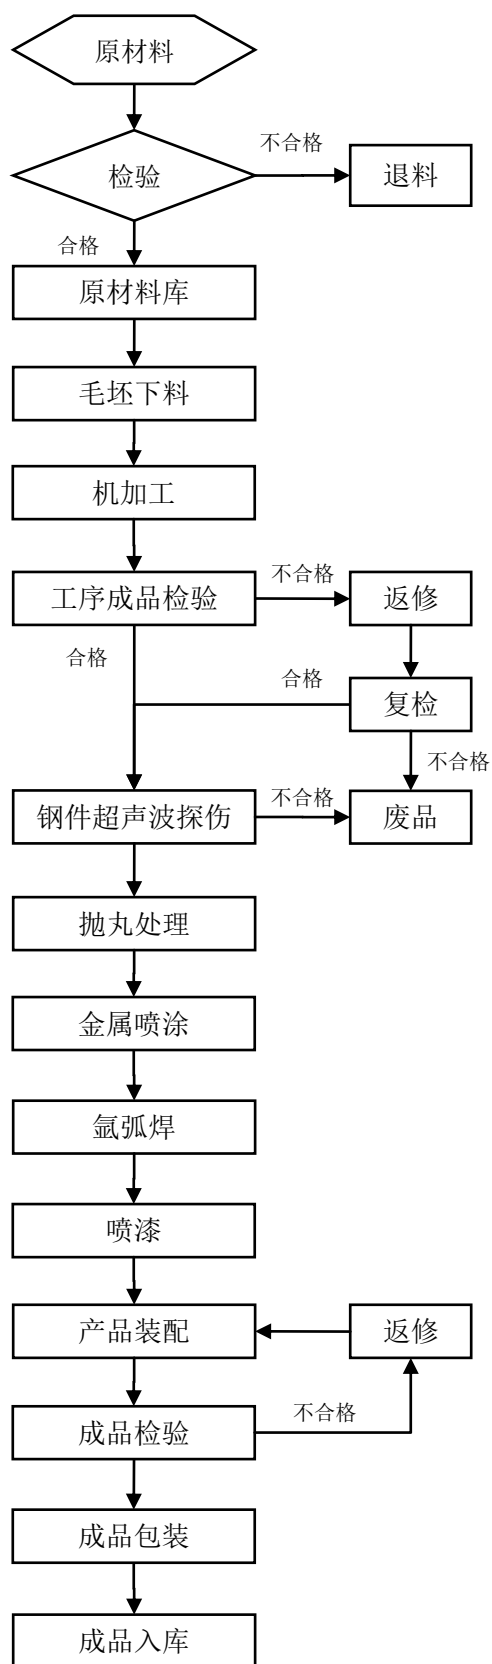 原材料
不合格
检验
退料
合格
原材料库
毛坯下料
机加工
不合格
工序成品检验
返修
合格
合格
复检
不合格
不合格
钢件超声波探伤
废品
抛丸处理
金属喷涂
氩弧焊
喷漆
产品装配
返修
不合格
成品检验
成品包装
成品入库